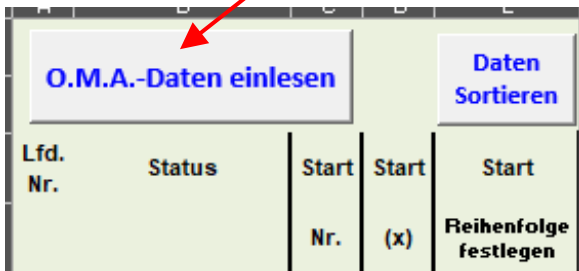 O.M.A.-Daten einlesen
Daten
Sortieren
Lfd.
Nr.
Status
Start
Start
Start
Nr.
(x)
Reihenfolge
festlegen